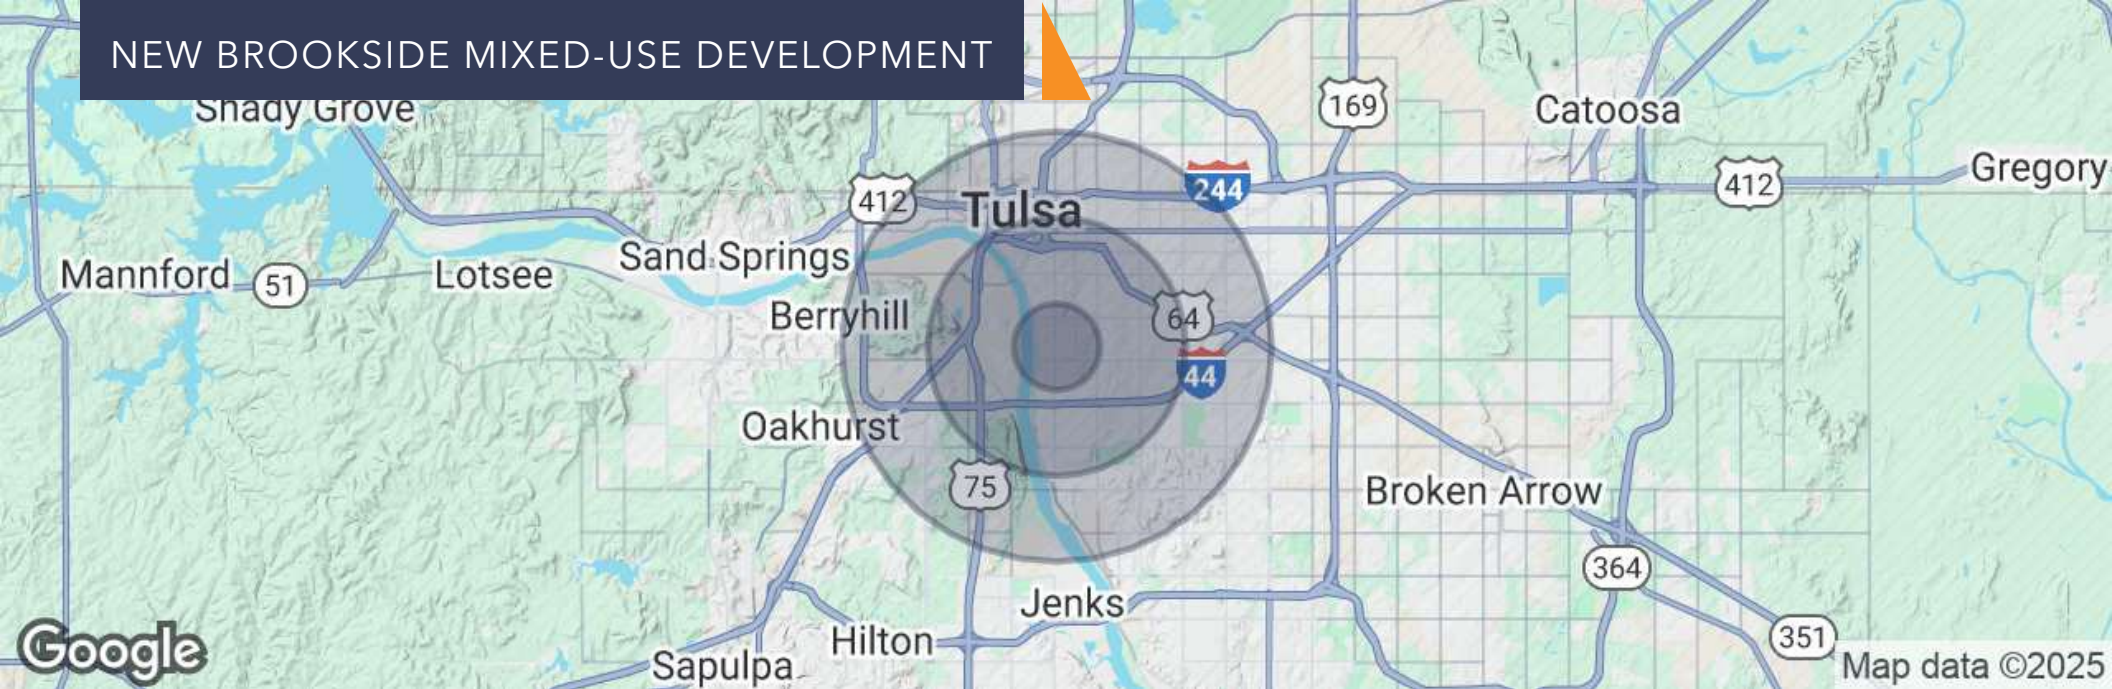 NEW BROOKSIDE MIXED-USE DEVELOPMENT
Shady Grove
169
Catoosa
412
Tulsa
244
412
Gregory
Sand Springs
Mannford
51
Lotsee
Berryhill
64
44
Oakhurst
75
Broken Arrow
364
Jenks
Hilton
351
Google
Sapulpa
Map data ©2025